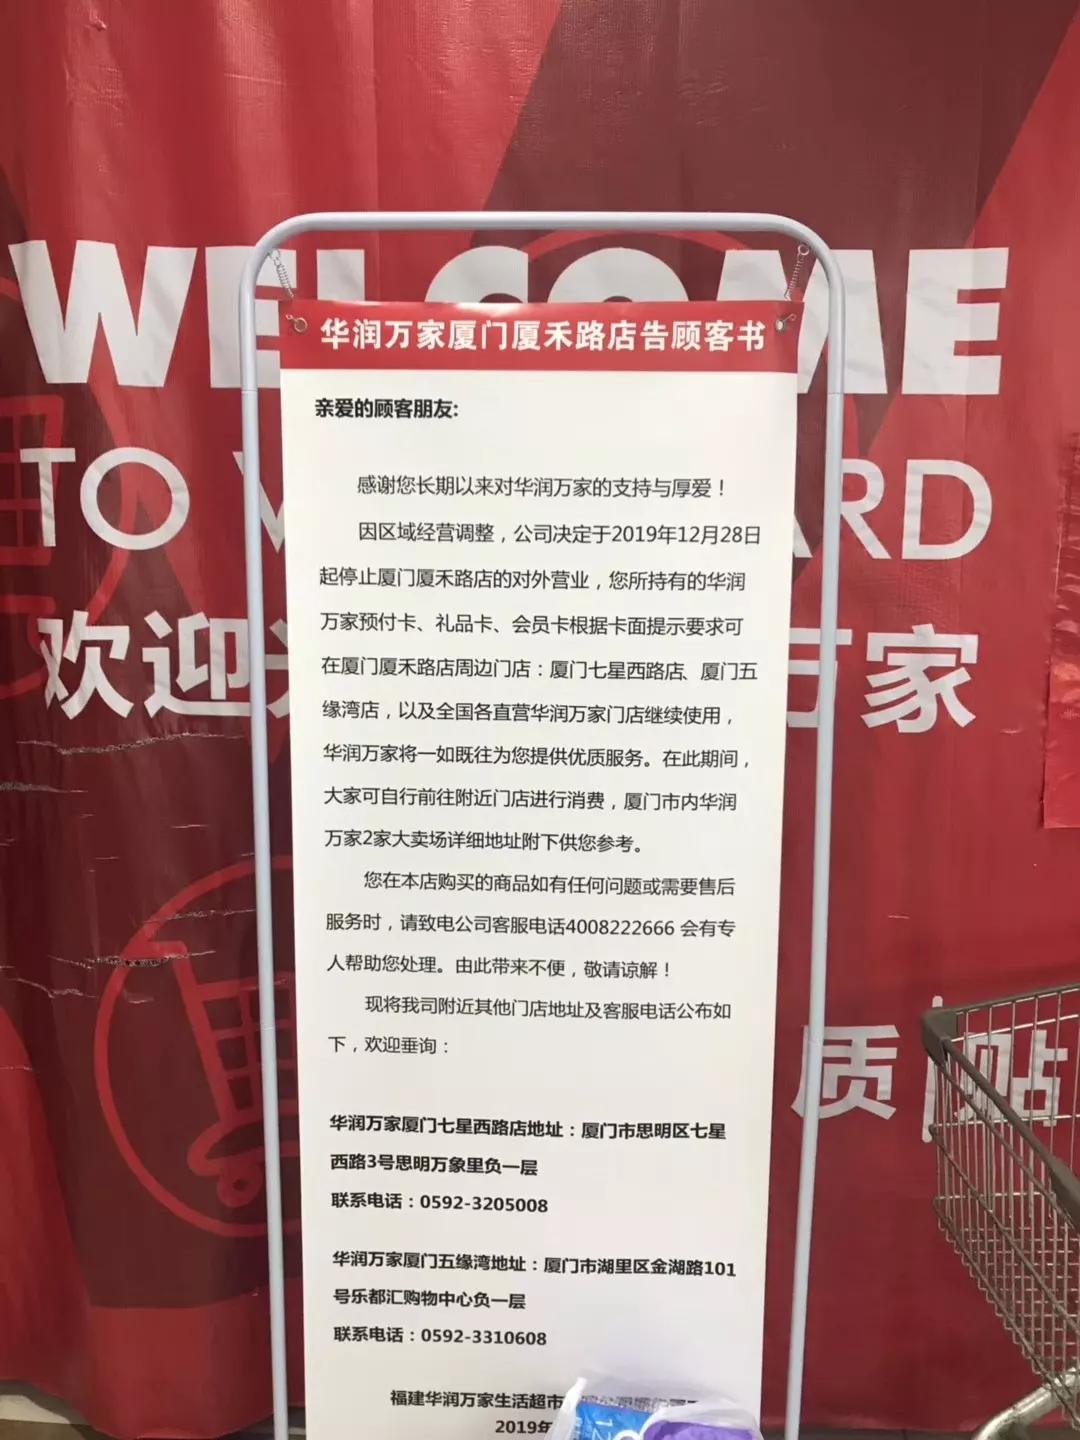 WELCOME
TO V
ARD
欢迎
万家
质
贴
华润万家厦门厦禾路店告顾客书
亲爱的顾客朋友:
感谢您长期以来对华润万家的支持与厚爱！
因区域经营调整，公司决定于2019年12月28日
起停止厦门厦禾路店的对外营业，您所持有的华润
万家预付卡、礼品卡、会员卡根据卡面提示要求可
在厦门厦禾路店周边门店：厦门七星西路店、厦门五
缘湾店，以及全国各直营华润万家门店继续使用，
华润万家将一如既往为您提供优质服务。在此期间，
大家可自行前往附近门店进行消费，厦门市内华润
万家2家大卖场详细地址附下供您参考。
您在本店购买的商品如有任何问题或需要售后
服务时，请致电公司客服电话4008222666 会有专
人帮助您处理。由此带来不便，敬请谅解！
现将我司附近其他门店地址及客服电话公布如
下，欢迎垂询：
华润万家厦门七星西路店地址：厦门市思明区七星
西路3号思明万象里负一层
联系电话：0592-3205008
华润万家厦门五缘湾地址：厦门市湖里区金湖路101
号乐都汇购物中心负一层
联系电话：0592-3310608
福建华润万家生活超市
2019年